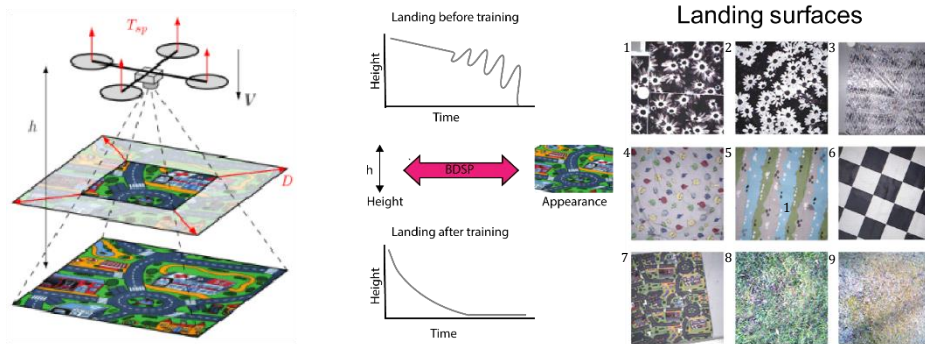 T_sp
V
h
D
Landing before training
Height
Time
h
BDSP
Height
Appearance
Landing after training
Height
Time
Landing surfaces
1
2
3
4
5
1
6
7
8
9